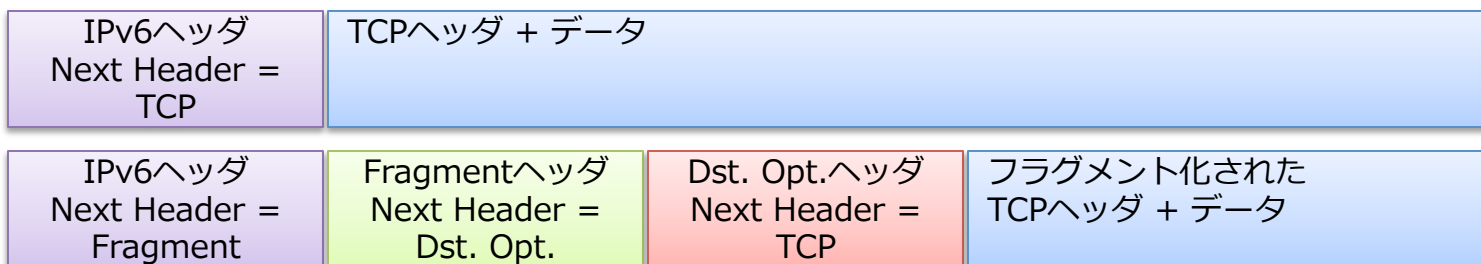 IPv6ヘッダ
Next Header =
TCP
TCPヘッダ + データ
IPv6ヘッダ
Next Header =
Fragment
Fragmentヘッダ
Next Header =
Dst. Opt.
Dst. Opt.ヘッダ
Next Header =
TCP
フラグメント化された
TCPヘッダ + データ